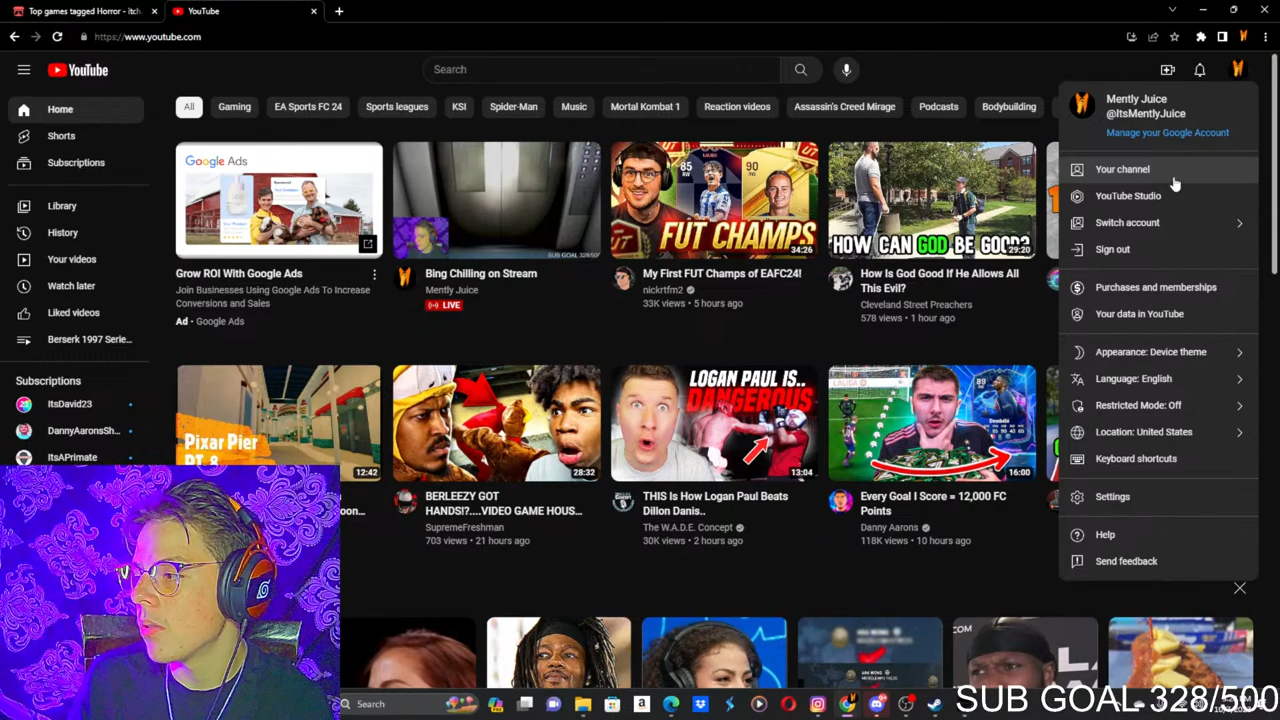 Top games tagged Horror - itch.
YouTube
https://www.youtube.com
YouTube
Search
Home
Shorts
Subscriptions
Library
History
Your videos
Watch later
Liked videos
Berserk 1997 Serie...
Subscriptions
ItsDavid23
DannyAaronsSh...
ItsAPrimate
All
Gaming
EA Sports FC 24
Sports leagues
KSI
Spider-Man
Music
Mortal Kombat 1
Reaction videos
Assassin's Creed Mirage
Podcasts
Bodybuilding
Google Ads
Grow ROI With Google Ads
Join Businesses Using Google Ads To Increase
Conversions and Sales
Ad · Google Ads
Bing Chilling on Stream
Mently Juice
LIVE
85
90
FUT CHAMPS
34:26
My First FUT Champs of EAFC24!
nickrtfm2
33K views • 5 hours ago
HOW CAN GOD BE GOOD?
29:20
How Is God Good If He Allows All
This Evil?
Cleveland Street Preachers
578 views • 1 hour ago
Pixar Pier
PT. 8
12:42
28:32
BERLEEZY GOT
HANDS!?....VIDEO GAME HOUS...
SupremeFreshman
703 views • 21 hours ago
LOGAN PAUL IS..
DANGEROUS
13:04
THIS Is How Logan Paul Beats
Dillon Danis..
The W.A.D.E. Concept
30K views • 2 hours ago
89
16:00
Every Goal I Score = 12,000 FC
Points
Danny Aarons
118K views • 10 hours ago
Mently Juice
@ItsMentlyJuice
Manage your Google Account
Your channel
YouTube Studio
Switch account
Sign out
Purchases and memberships
Your data in YouTube
Appearance: Device theme
Language: English
Restricted Mode: Off
Location: United States
Keyboard shortcuts
Settings
Help
Send feedback
Search
SUB GOAL 328/500